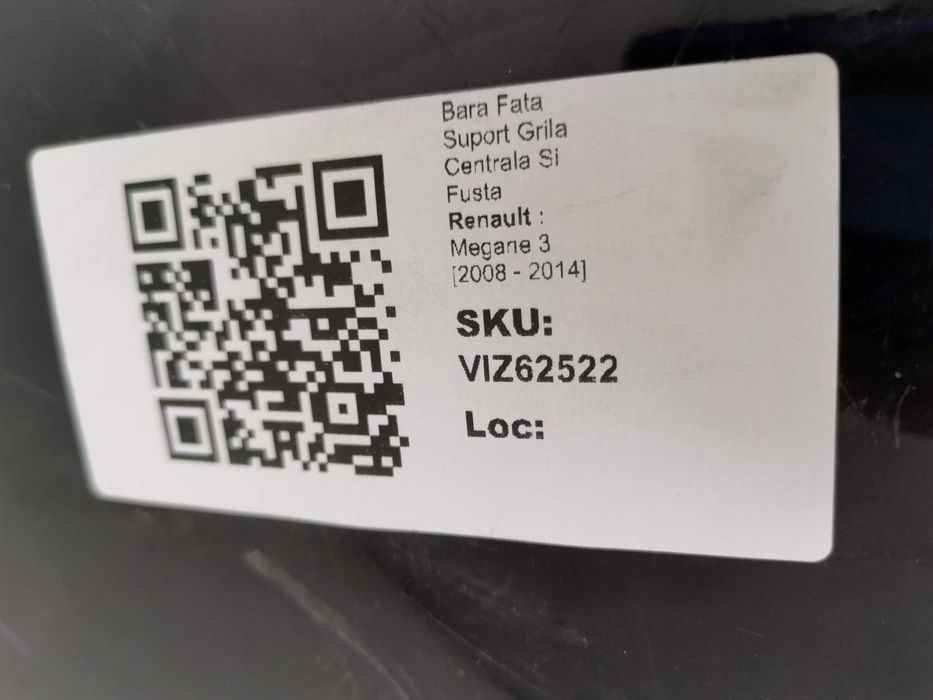 Bara Fata
Suport Grila
Centrala Si
Fusta
Renault :
Megane 3
[2008 - 2014]
SKU:
VIZ62522
Loc: